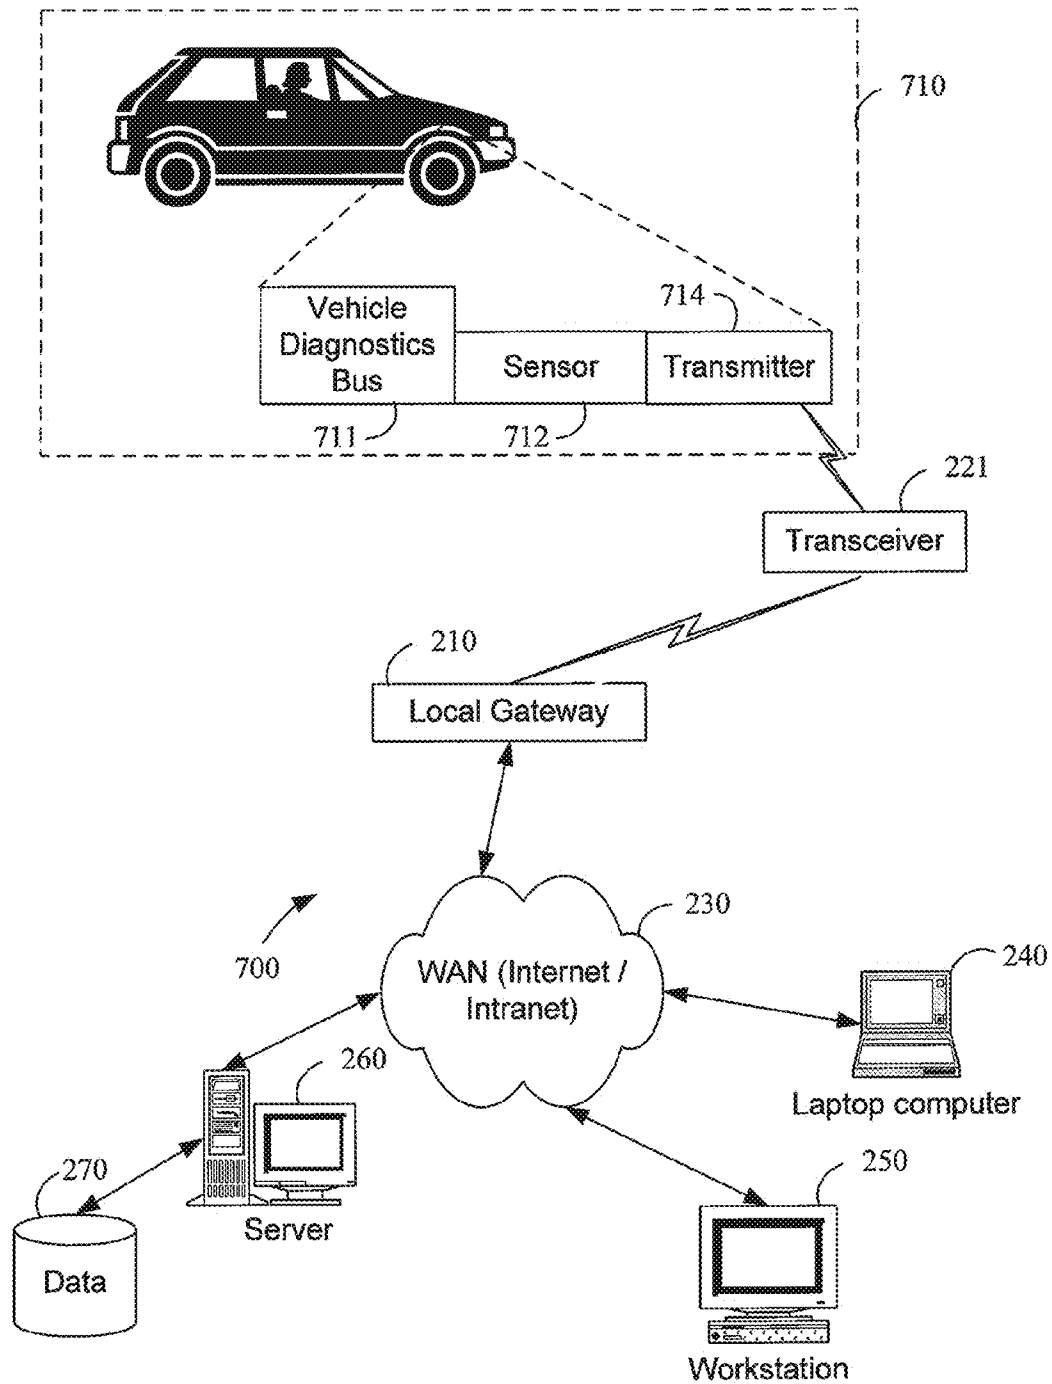 710
714
Vehicle
Diagnostics
Bus
Sensor
Transmitter
711
712
221
Transceiver
210
Local Gateway
230
700
WAN (Internet /
Intranet)
240
260
Laptop computer
270
250
Server
Data
Workstation